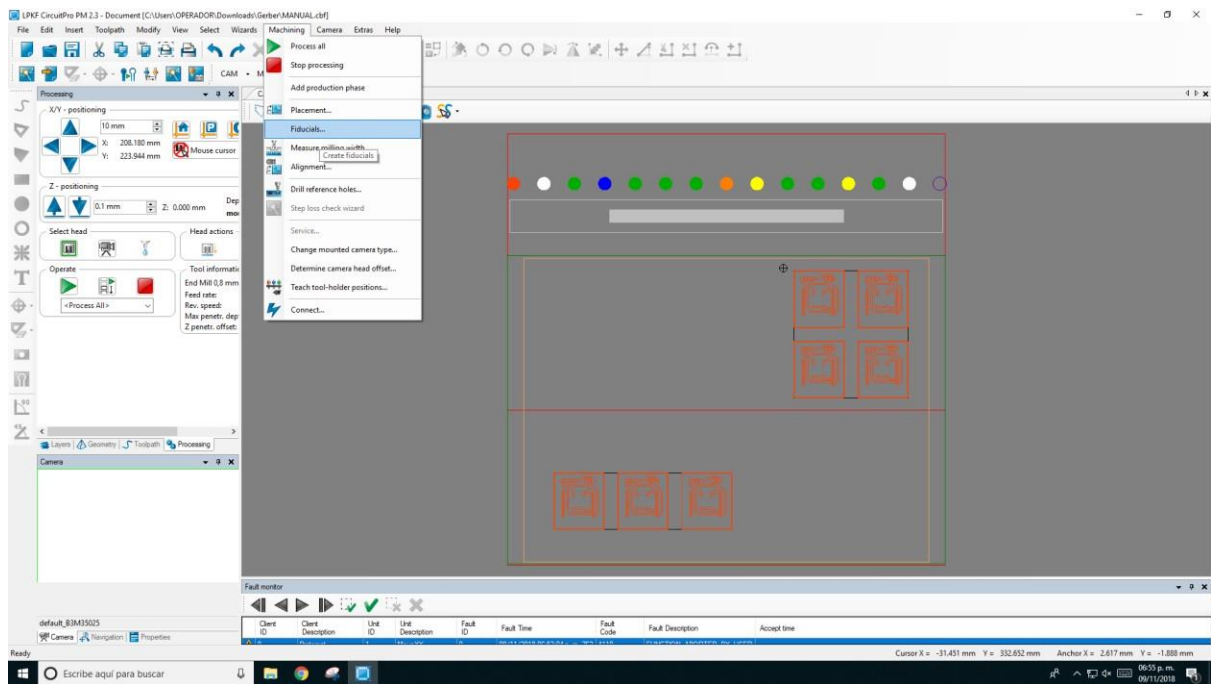 LPKF CircuitPro PM 2.3 - Document [C:\Users\OPERADOR\Downloads\Gerber\MANUAL.cbf]
File Edit Insert Toolpath Modify View Select Wizards Machining Camera Extras Help
Process all
Stop processing
Add production phase
Placement...
Fiducials...
Measure milling width
Create fiducials
Alignment...
Drill reference holes...
Step loss check wizard
Service...
Change mounted camera type...
Determine camera head offset...
Teach tool-holder positions...
Connect...
CAM
Processing
X/Y - positioning
10 mm
X: 208.180 mm
Y: 223.944 mm
Mouse cursor
Z - positioning
0.1 mm
Z: 0.000 mm
Dep
mo
Select head
Head actions
Operate
<Process All>
Tool informati
End Mill 0,8 mm
Feed rate:
Rev. speed:
Max penetr. dep
Z penetr. offset:
Layers Geometry Toolpath Processing
Camera
default_B3M35025
Camera Navigation Properties
Fault monitor
Client ID
Client Description
Unit ID
Unit Description
Fault ID
Fault Time
Fault Code
Fault Description
Accept time
Ready
Cursor X = -31.451 mm Y = 332.652 mm Anchor X = 2.617 mm Y = -1.888 mm
Escribe aquí para buscar
06:55 p. m.
09/11/2018